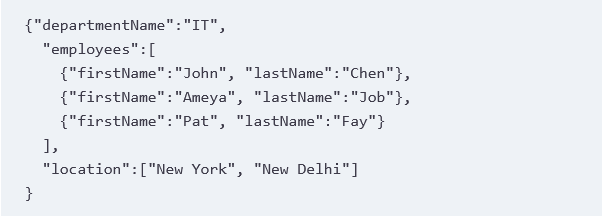 {"departmentName":"IT",
  "employees":[
    {"firstName":"John", "lastName":"Chen"},
    {"firstName":"Ameya", "lastName":"Job"},
    {"firstName":"Pat", "lastName":"Fay"}
  ],
  "location":["New York", "New Delhi"]
}